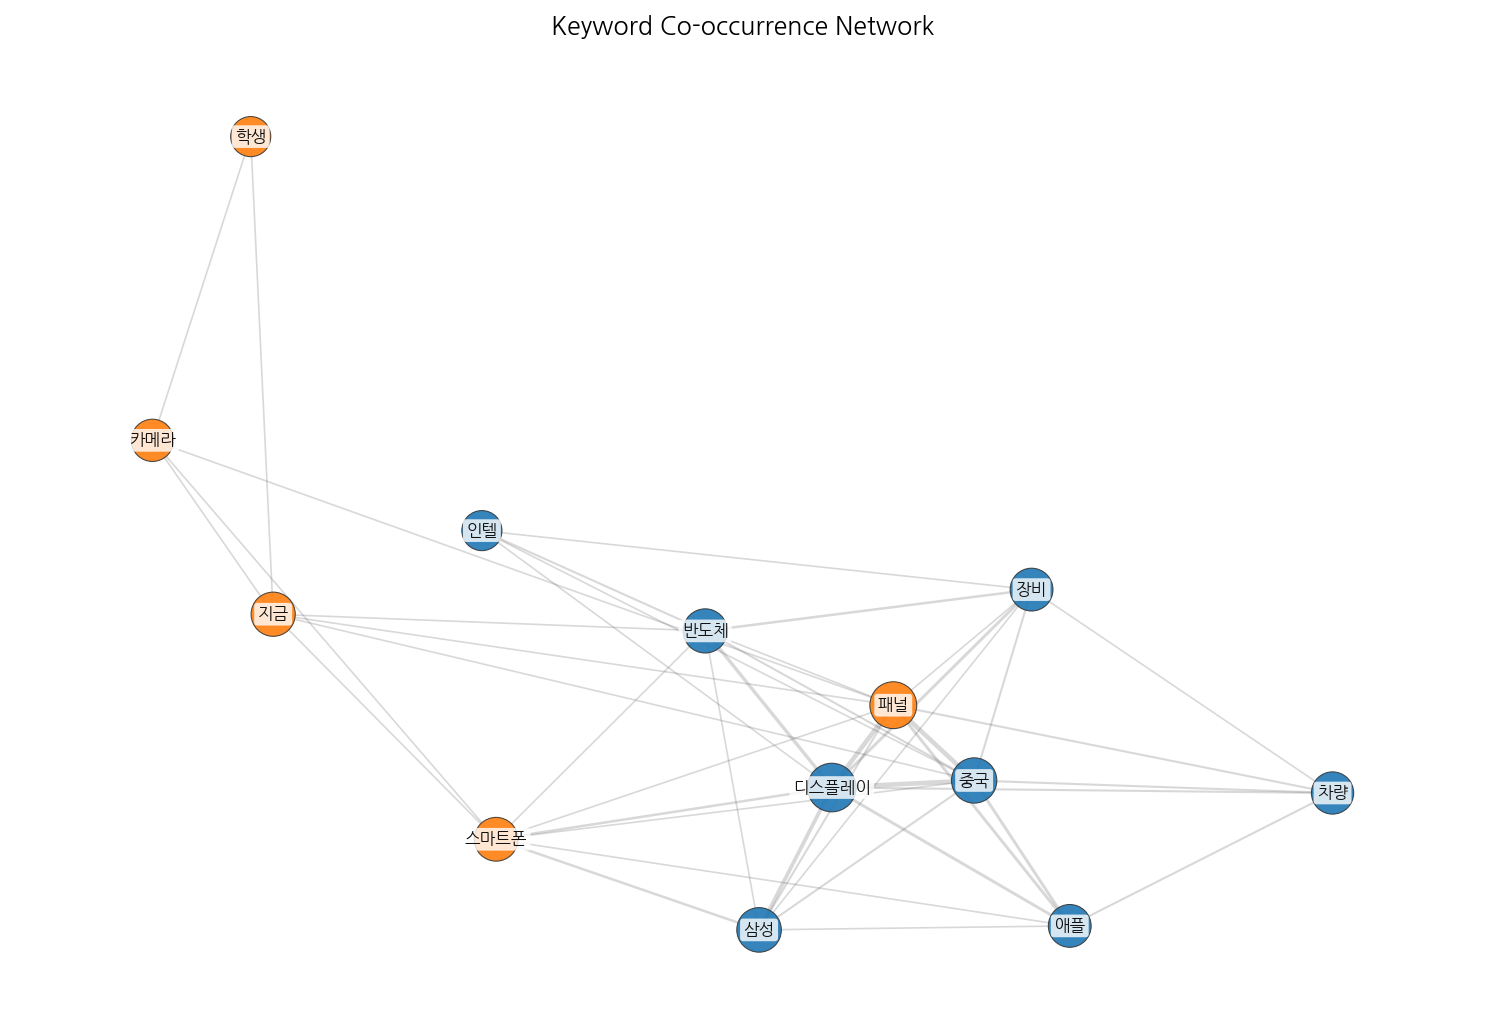 Keyword Co-occurrence Network
학생
카메라
인텔
장비
지금
반도체
패널
중국
디스플레이
차량
스마트폰
애플
삼성